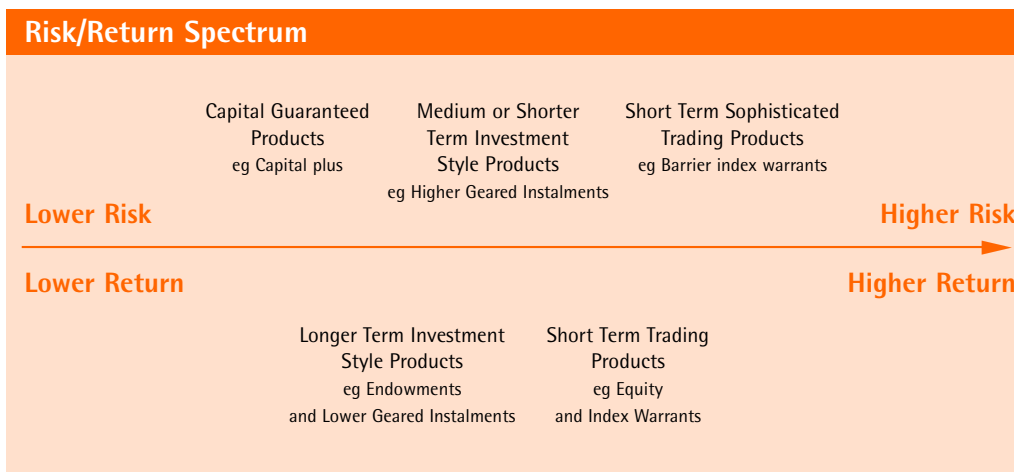 Risk/Return Spectrum
Capital Guaranteed
Products
eg Capital plus
Medium or Shorter
Term Investment
Style Products
eg Higher Geared Instalments
Short Term Sophisticated
Trading Products
eg Barrier index warrants
Lower Risk
Higher Risk
Lower Return
Higher Return
Longer Term Investment
Style Products
eg Endowments
and Lower Geared Instalments
Short Term Trading
Products
eg Equity
and Index Warrants